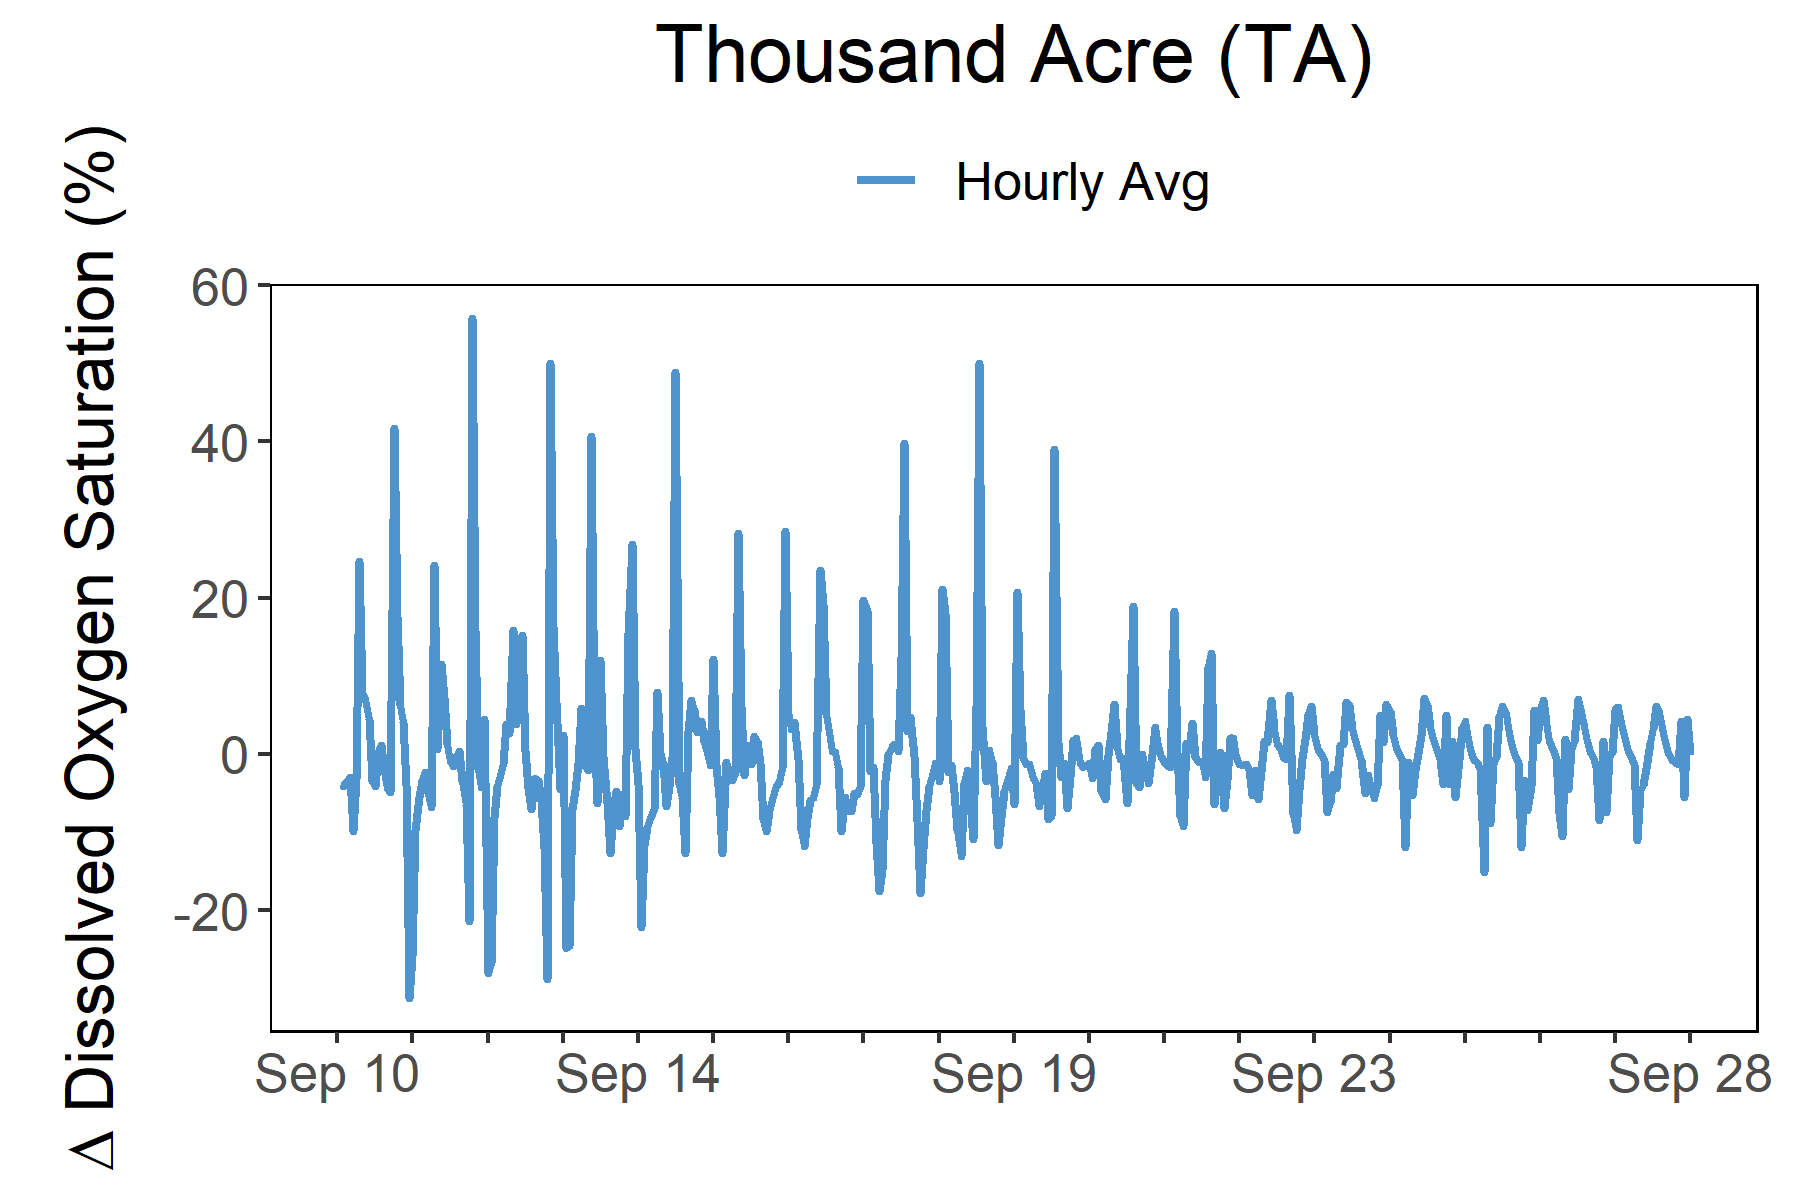 Thousand Acre (TA)
Hourly Avg
Δ Dissolved Oxygen Saturation (%)
60
40
20
0
-20
Sep 10 Sep 14 Sep 19 Sep 23 Sep 28